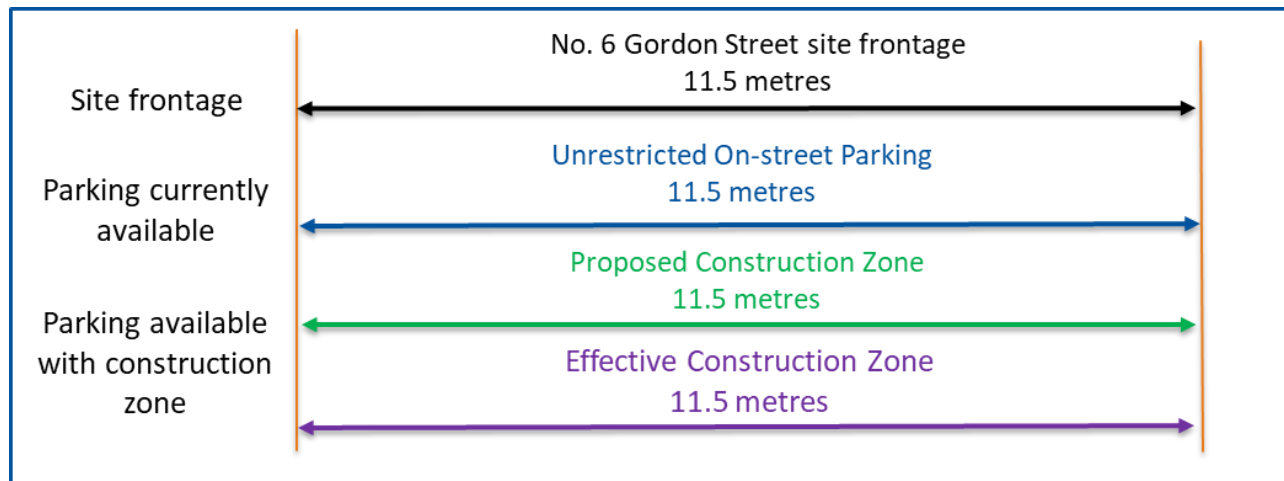 No. 6 Gordon Street site frontage
11.5 metres
Site frontage
Unrestricted On-street Parking
11.5 metres
Parking currently
available
Proposed Construction Zone
11.5 metres
Parking available
with construction
zone
Effective Construction Zone
11.5 metres